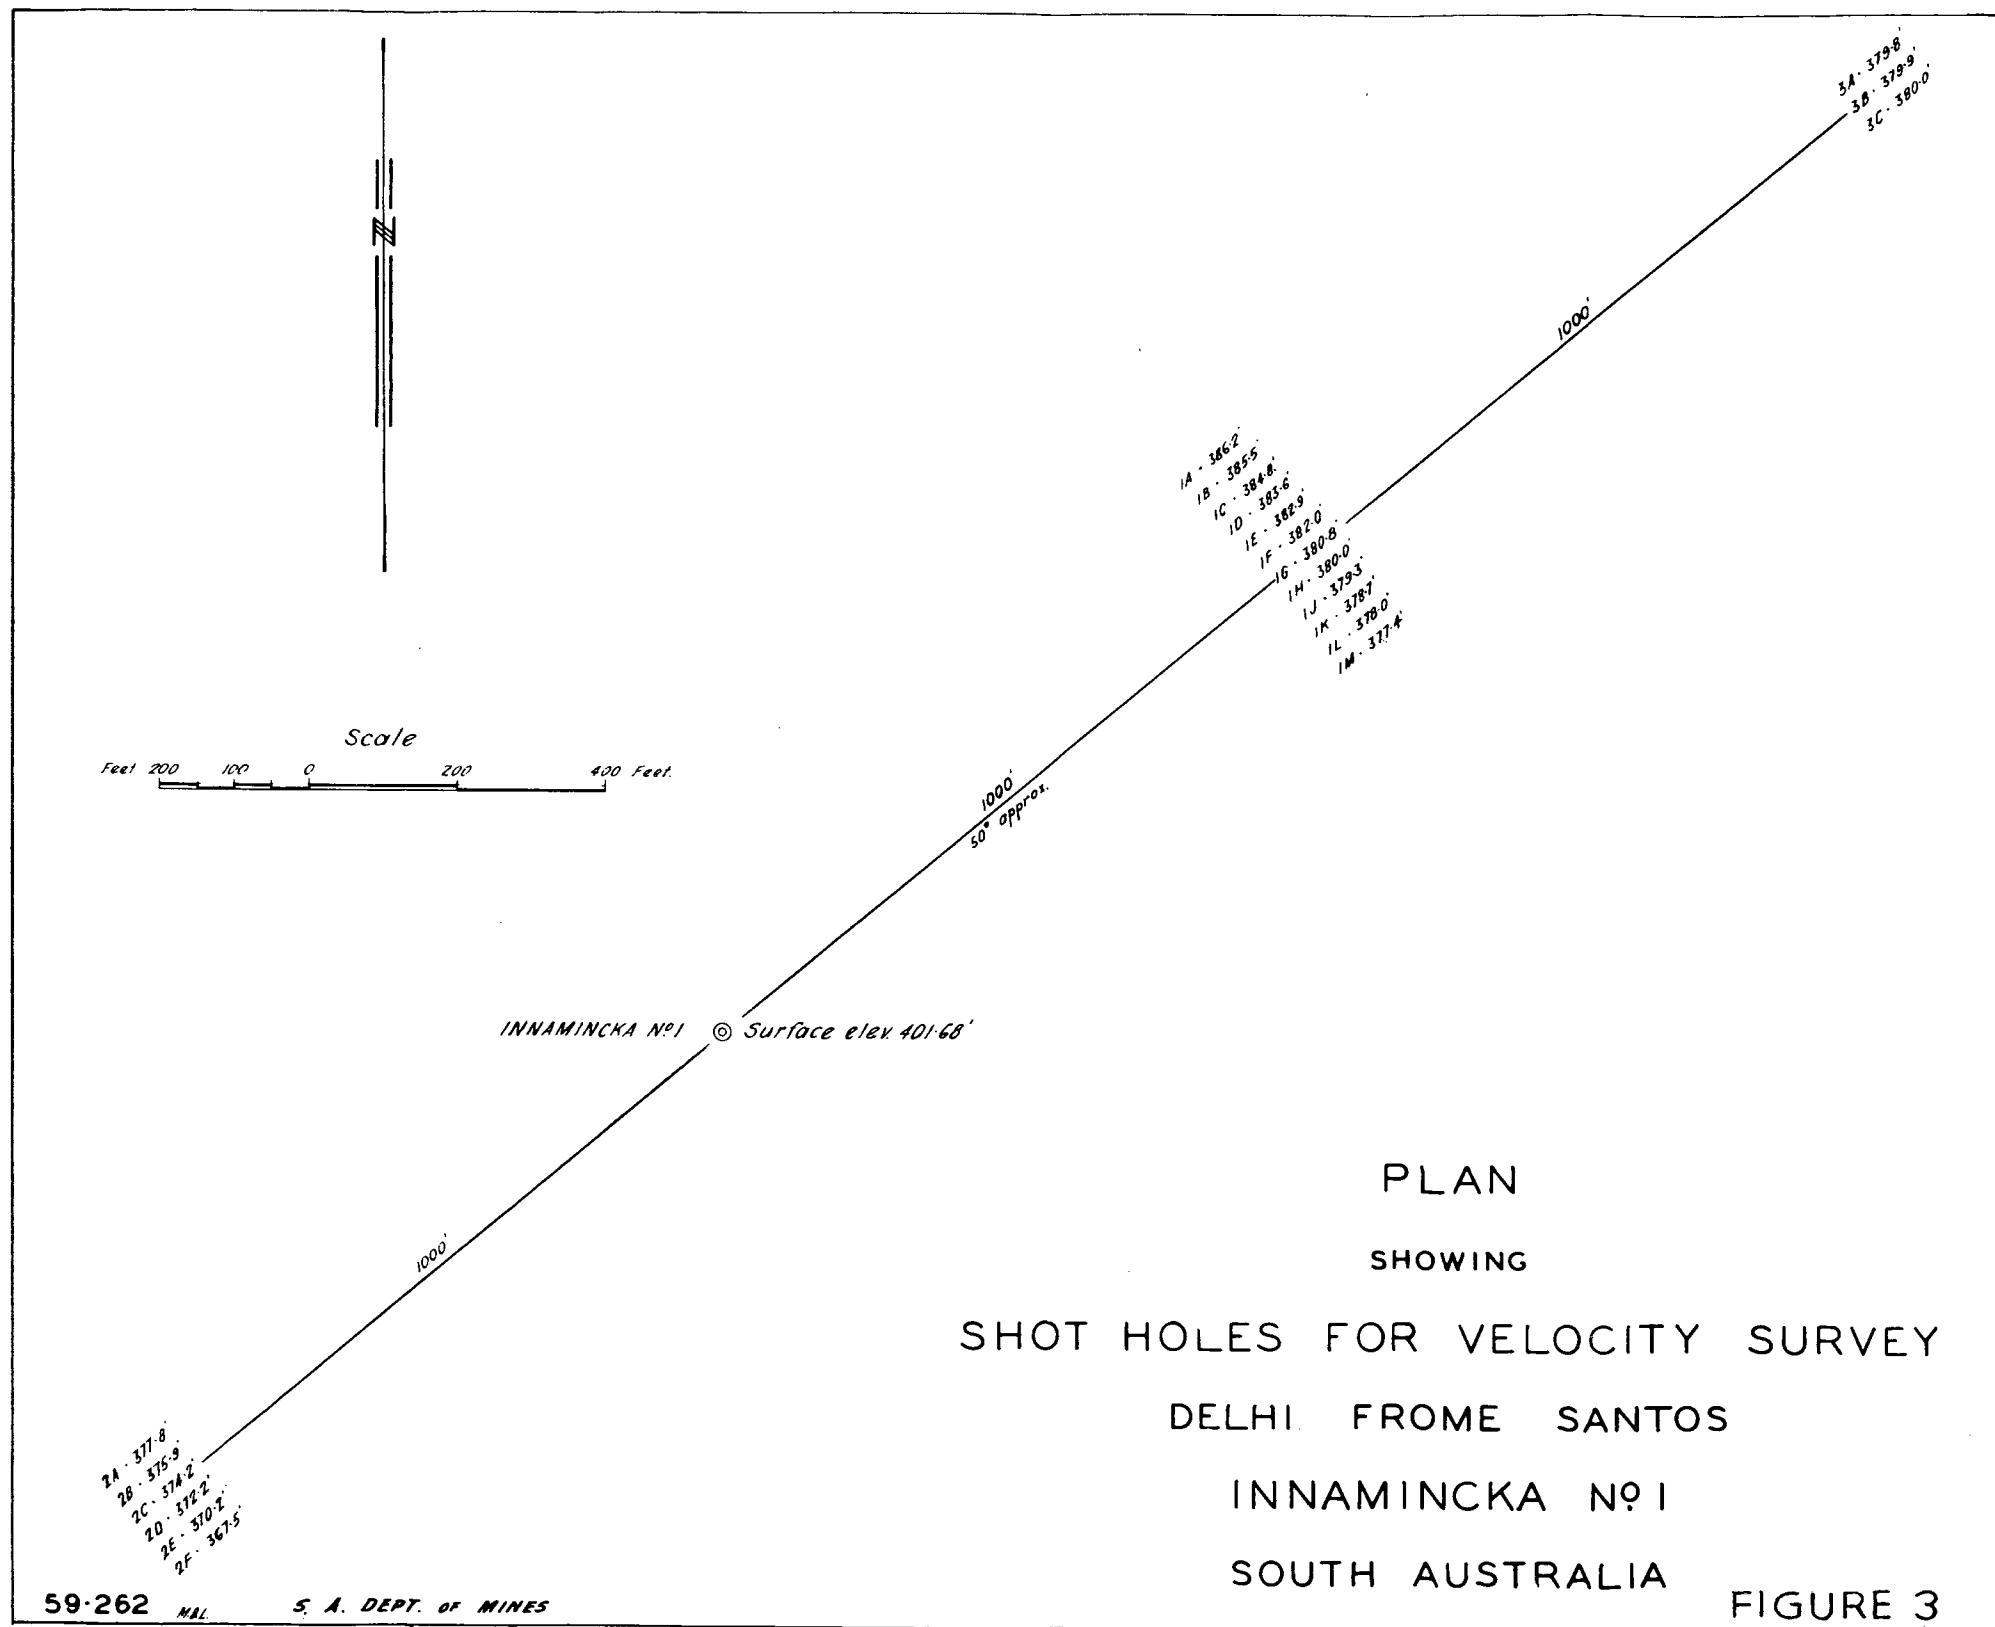 3A · 379·8'
3B · 379·9'
3C · 380·0'
N
1000'
1A · 386·2'
1B · 385·5'
1C · 384·8'
1D · 383·6'
1E · 382·9'
1F · 382·0'
1G · 380·8'
1H · 380·0'
1J · 379·3'
1K · 378·7'
1L · 378·0'
1M · 377·4'
Scale
Feet 200 100 0 200 400 Feet.
1000'
50° approx.
INNAMINCKA Nº1 Surface elev. 401·68'
1000'
2A · 377·8'
2B · 375·9'
2C · 374·2'
2D · 372·2'
2E · 370·2'
2F · 367·5'
PLAN
SHOWING
SHOT HOLES FOR VELOCITY SURVEY
DELHI FROME SANTOS
INNAMINCKA Nº 1
SOUTH AUSTRALIA
59·262 S. A. DEPT. OF MINES
FIGURE 3